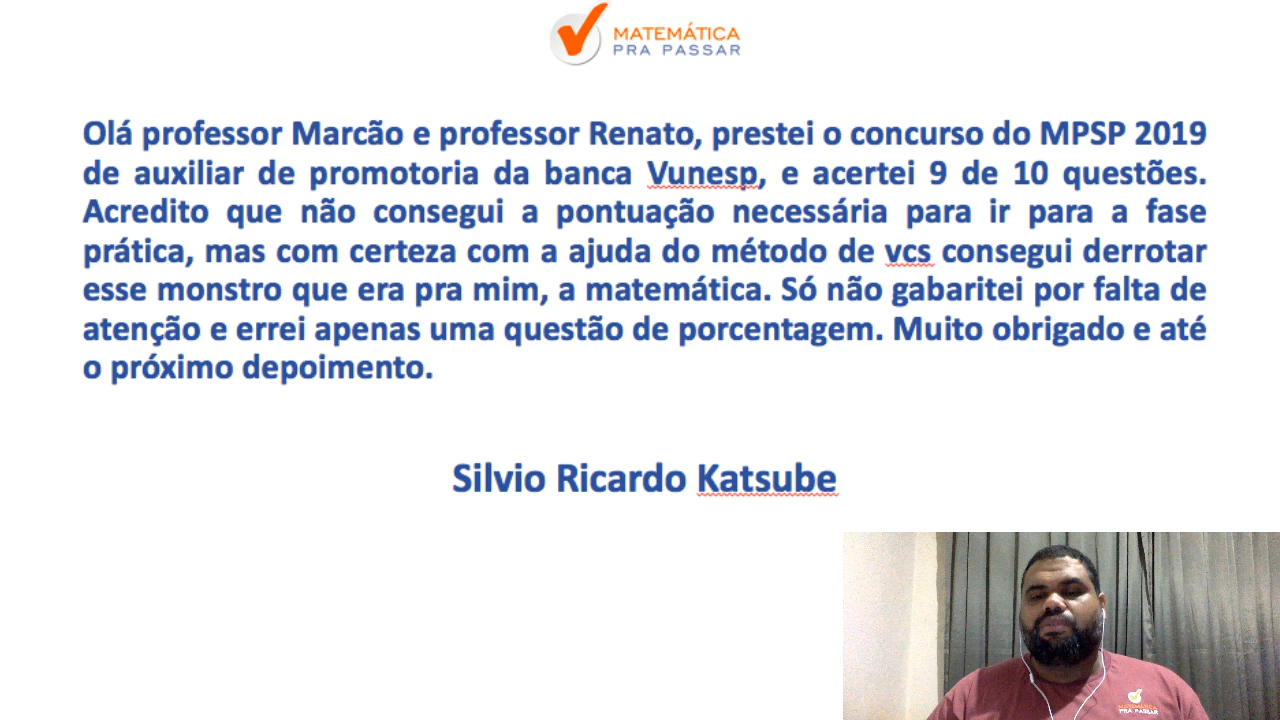 MATEMÁTICA
PRA PASSAR
Olá professor Marcão e professor Renato, prestei o concurso do MPSP 2019
de auxiliar de promotoria da banca Vunesp, e acertei 9 de 10 questões.
Acredito que não consegui a pontuação necessária para ir para a fase
prática, mas com certeza com a ajuda do método de vcs consegui derrotar
esse monstro que era pra mim, a matemática. Só não gabaritei por falta de
atenção e errei apenas uma questão de porcentagem. Muito obrigado e até
o próximo depoimento.
Silvio Ricardo Katsube
MATEMÁTICA
PRA PASSAR